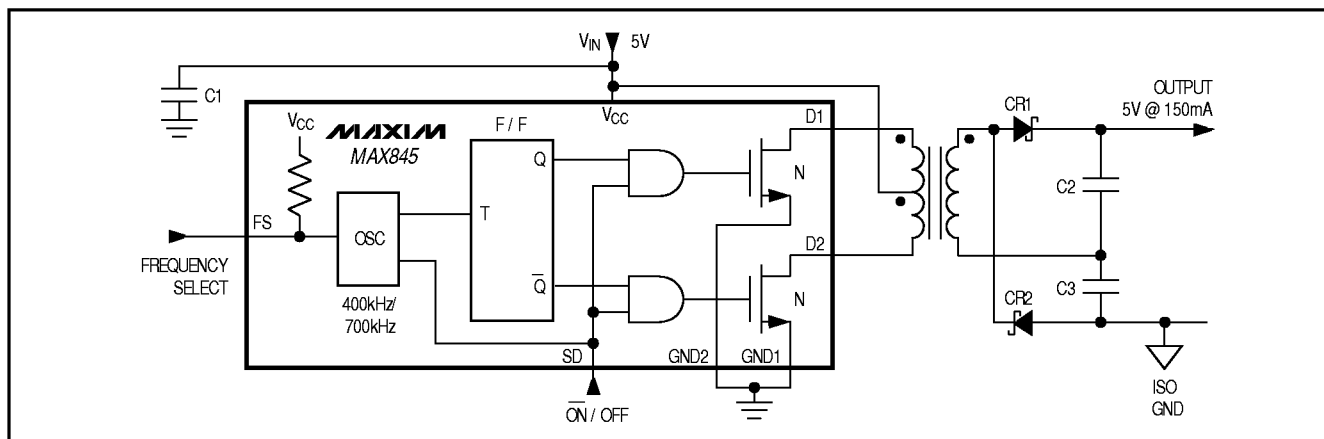 VIN 5V
C1
VCC
D1
CR1
OUTPUT
5V @ 150mA
VCC
MAXIM
MAX845
F / F
Q
N
C2
FS
OSC
T
D2
FREQUENCY
SELECT
400kHz/
700kHz
Q̅
N
CR2
C3
SD
GND2
GND1
O̅N̅ / OFF
ISO
GND